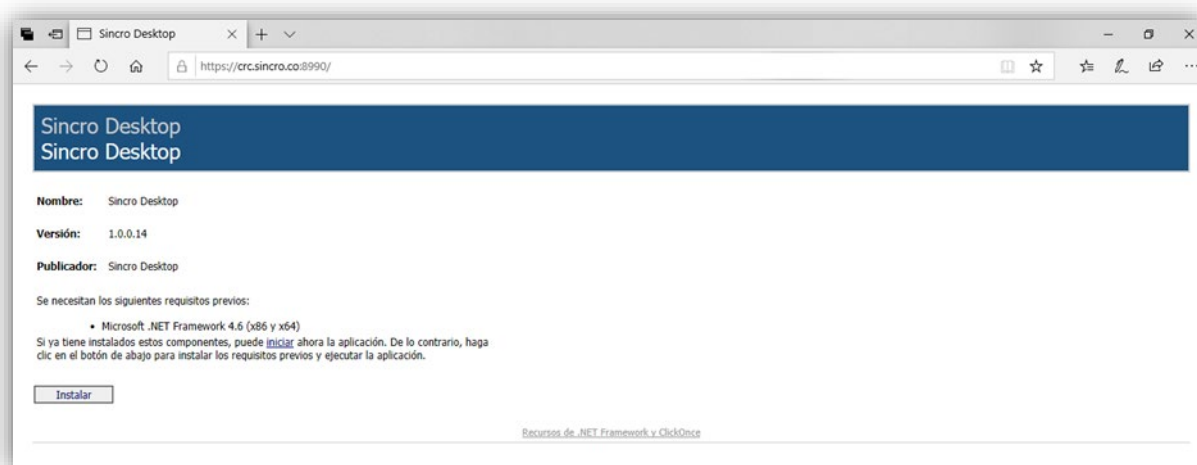 Sincro Desktop
https://crc.sincro.co:8990/
Sincro Desktop
Sincro Desktop
Nombre: Sincro Desktop
Versión: 1.0.0.14
Publicador: Sincro Desktop
Se necesitan los siguientes requisitos previos:
• Microsoft .NET Framework 4.6 (x86 y x64)
Si ya tiene instalados estos componentes, puede iniciar ahora la aplicación. De lo contrario, haga
clic en el botón de abajo para instalar los requisitos previos y ejecutar la aplicación.
Instalar
Recursos de .NET Framework y ClickOnce